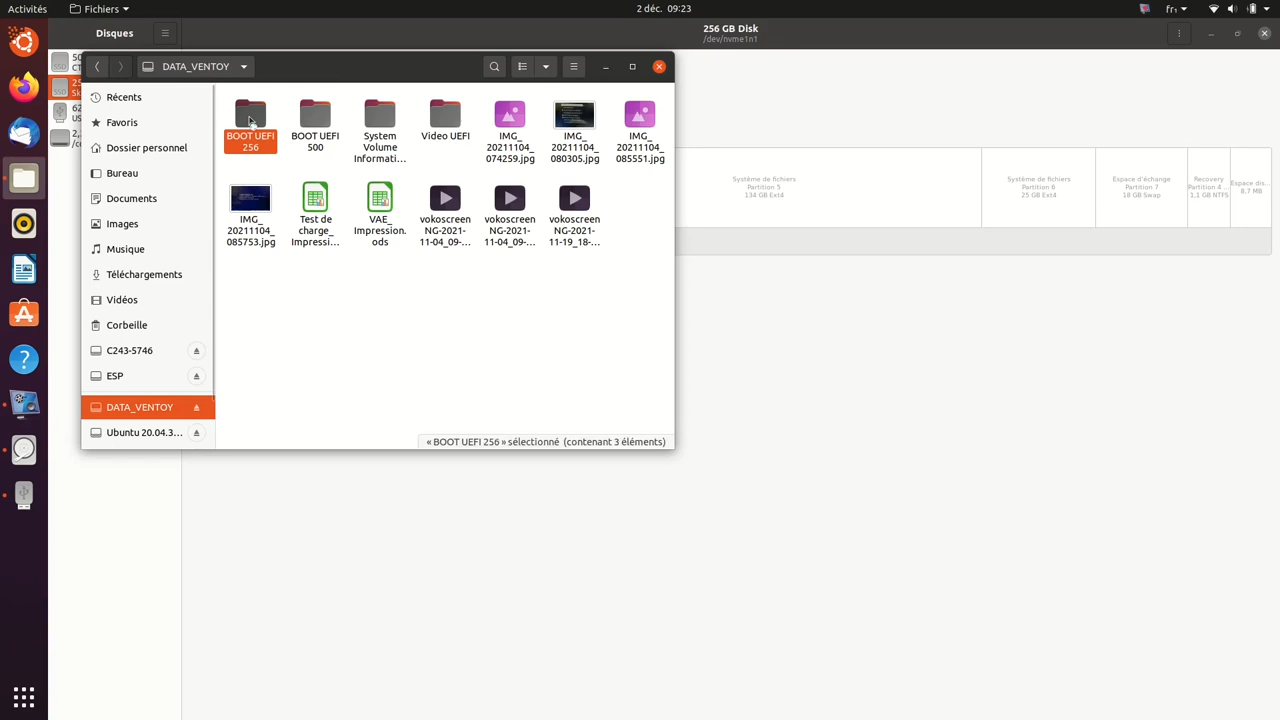 Activités
Fichiers
2 déc. 09:23
fr₁
Disques
256 GB Disk
/dev/nvme1n1
DATA_VENTOY
Récents
Favoris
Dossier personnel
Bureau
Documents
Images
Musique
Téléchargements
Vidéos
Corbeille
C243-5746
ESP
DATA_VENTOY
Ubuntu 20.04.3...
BOOT UEFI
256
BOOT UEFI
500
System
Volume
Informati...
Video UEFI
IMG_
20211104_
074259.jpg
IMG_
20211104_
080305.jpg
IMG_
20211104_
085551.jpg
IMG_
20211104_
085753.jpg
Test de
charge_
Impressi...
VAE_
Impression.
ods
vokoscreen
NG-2021-
11-04_09-...
vokoscreen
NG-2021-
11-04_09-...
vokoscreen
NG-2021-
11-19_18-...
« BOOT UEFI 256 » sélectionné (contenant 3 éléments)
Système de fichiers
Partition 5
134 GB Ext4
Système de fichiers
Partition 6
25 GB Ext4
Espace d'échange
Partition 7
18 GB Swap
Recovery
Partition 4 ...
1,1 GB NTFS
Espace dis...
8,7 MB